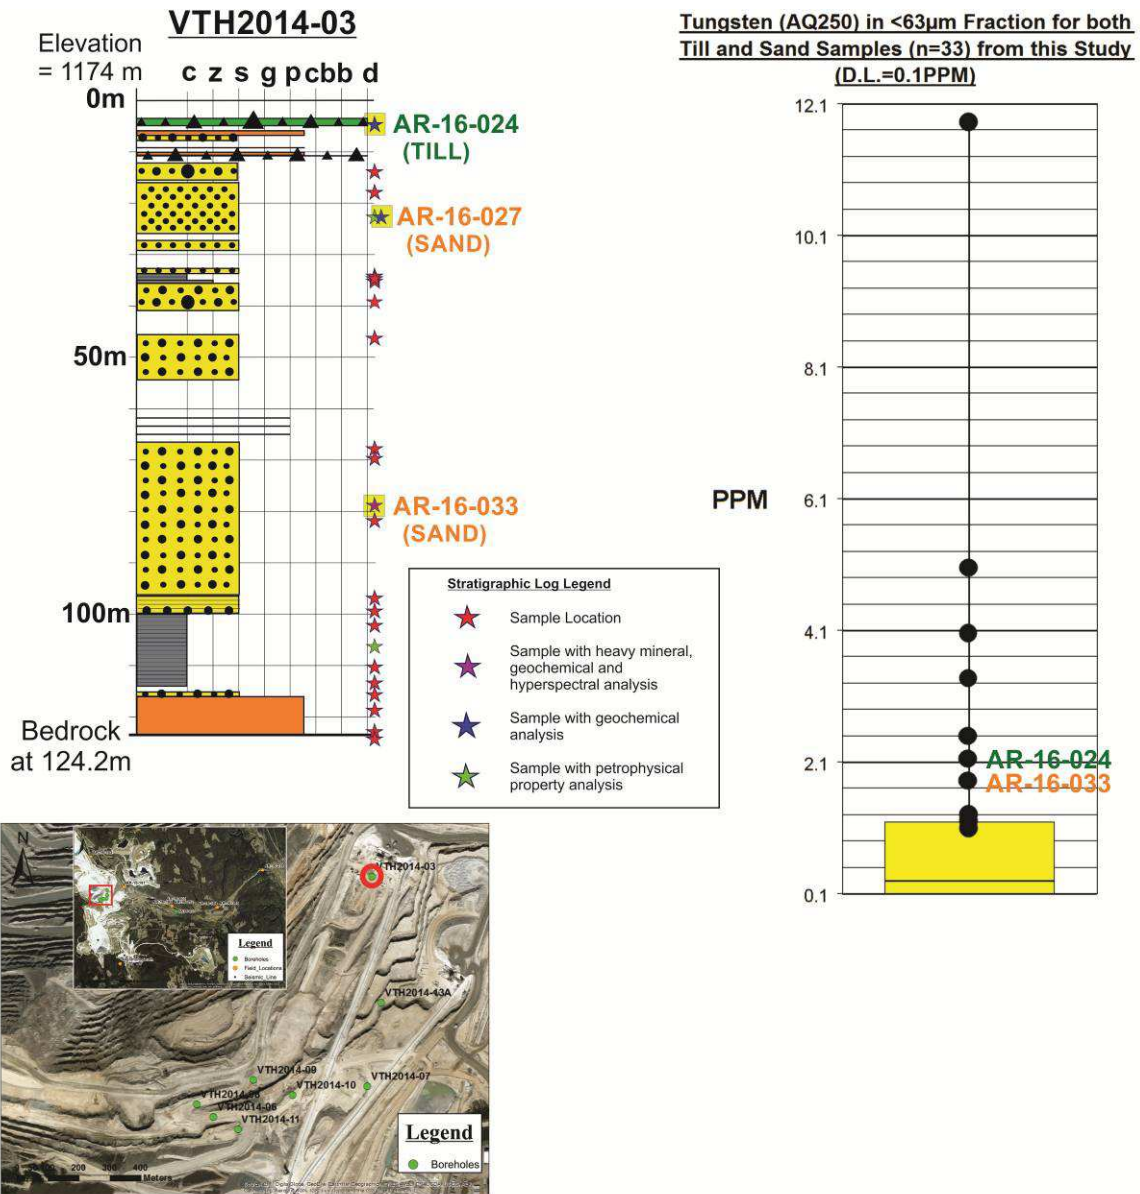 VTH2014-03
Elevation
= 1174 m
c z s g p cb b d
0m
AR-16-024
(TILL)
AR-16-027
(SAND)
50m
AR-16-033
(SAND)
100m
Bedrock
at 124.2m
Stratigraphic Log Legend
Sample Location
Sample with heavy mineral,
geochemical and
hyperspectral analysis
Sample with geochemical
analysis
Sample with petrophysical
property analysis
Tungsten (AQ250) in <63µm Fraction for both
Till and Sand Samples (n=33) from this Study
(D.L.=0.1PPM)
12.1
10.1
8.1
PPM
6.1
4.1
2.1
0.1
AR-16-024
AR-16-033
N
VTH2014-03
Legend
Boreholes
Field_Locations
Seismic_Line
VTH2014-13A
VTH2014-09
VTH2014-10
VTH2014-07
VTH2014-06
VTH2014-11
200 300 400
Meters
Legend
Boreholes